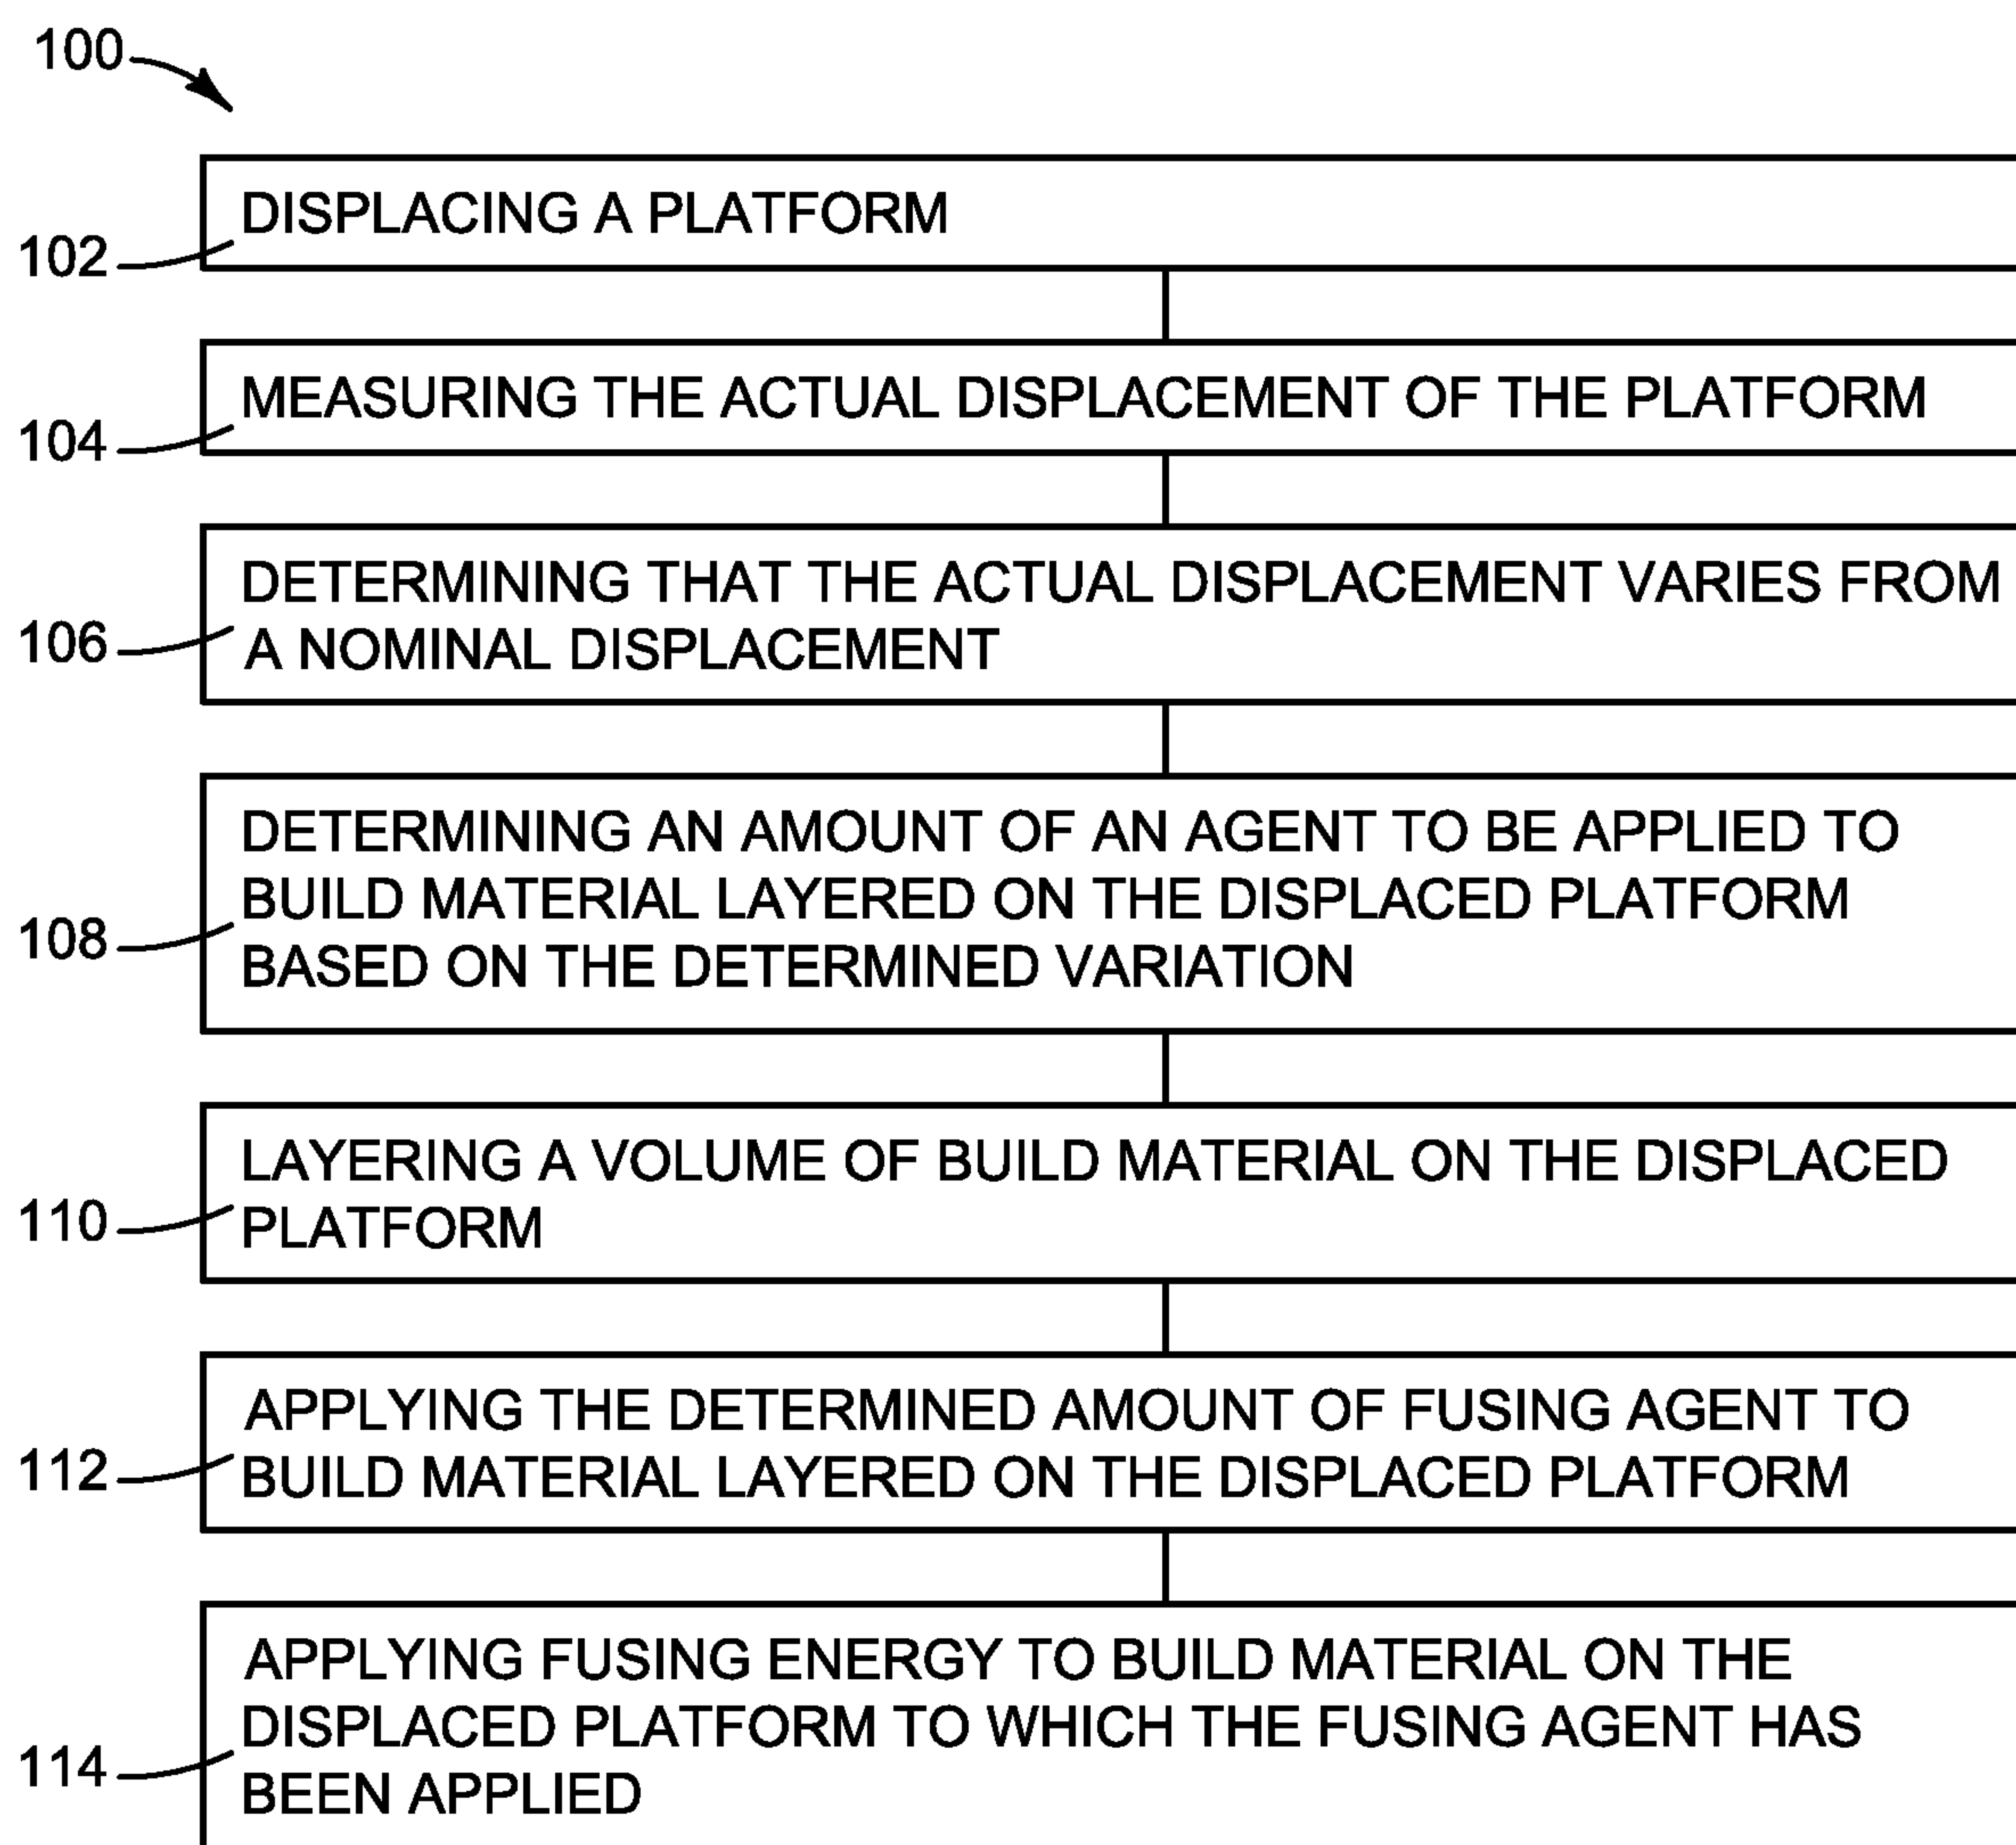 100
DISPLACING A PLATFORM
102
MEASURING THE ACTUAL DISPLACEMENT OF THE PLATFORM
104
DETERMINING THAT THE ACTUAL DISPLACEMENT VARIES FROM
A NOMINAL DISPLACEMENT
106
DETERMINING AN AMOUNT OF AN AGENT TO BE APPLIED TO
BUILD MATERIAL LAYERED ON THE DISPLACED PLATFORM
BASED ON THE DETERMINED VARIATION
108
LAYERING A VOLUME OF BUILD MATERIAL ON THE DISPLACED
PLATFORM
110
APPLYING THE DETERMINED AMOUNT OF FUSING AGENT TO
BUILD MATERIAL LAYERED ON THE DISPLACED PLATFORM
112
APPLYING FUSING ENERGY TO BUILD MATERIAL ON THE
DISPLACED PLATFORM TO WHICH THE FUSING AGENT HAS
BEEN APPLIED
114